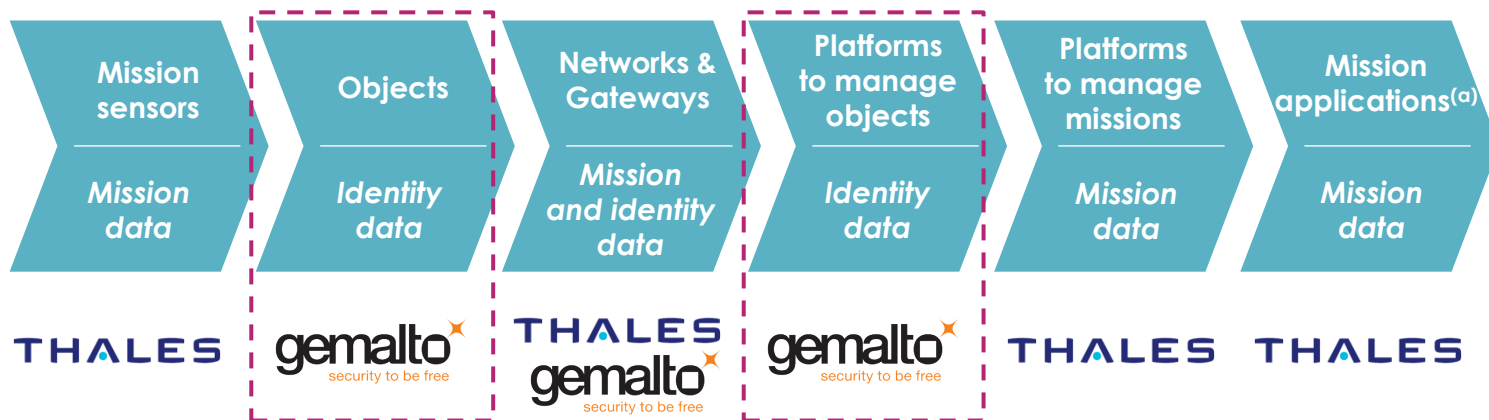 Mission
sensors
Mission
data
Objects
Identity
data
Networks &
Gateways
Mission
and identity
data
Platforms
to manage
objects
Identity
data
Platforms
to manage
missions
Mission
data
Mission
applications(a)
Mission
data
THALES
gemalto
security to be free
THALES
gemalto
security to be free
gemalto
security to be free
THALES
THALES